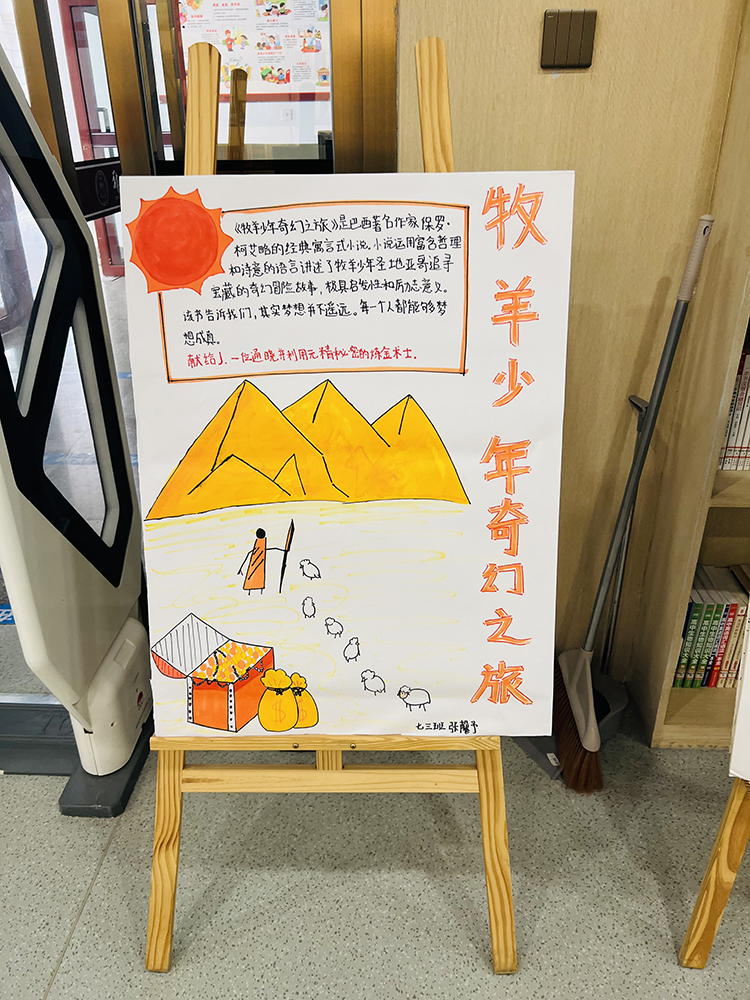 牧羊少年奇幻之旅
《牧羊少年奇幻之旅》是巴西著名作家保罗·
柯艾略的经典寓言式小说。小说运用富含哲理
和诗意的语言讲述了牧羊少年圣地亚哥追寻
宝藏的奇幻冒险故事，极具启发性和励志意义。
该书告诉我们，其实梦想并不遥远。每一个人都能够梦
想成真。
献给J.一位通晓并利用元精秘密的炼金术士.
七三班 张馨予